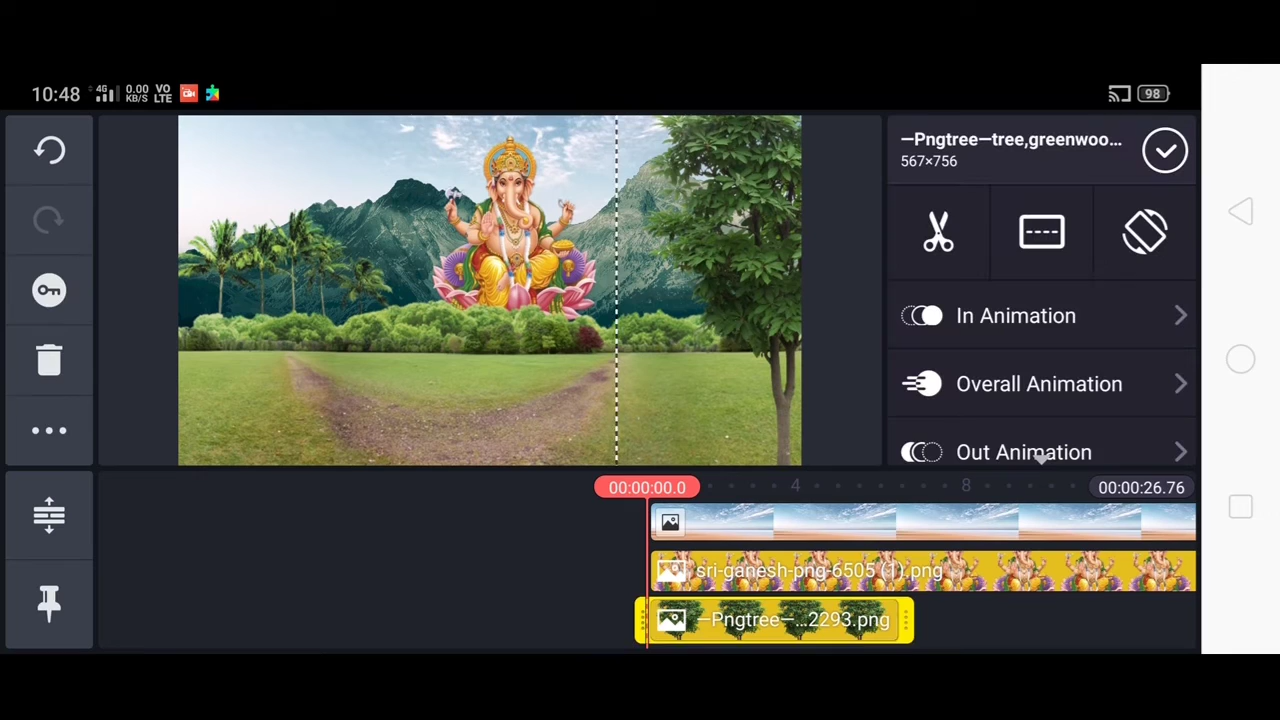 10:48 4G 0.00 KB/S VO LTE 98
—Pngtree—tree,greenwoo...
567×756
In Animation
Overall Animation
Out Animation
00:00:00.0 4 8 00:00:26.76
sri-ganesh-png-6505 (1).png
—Pngtree—...2293.png